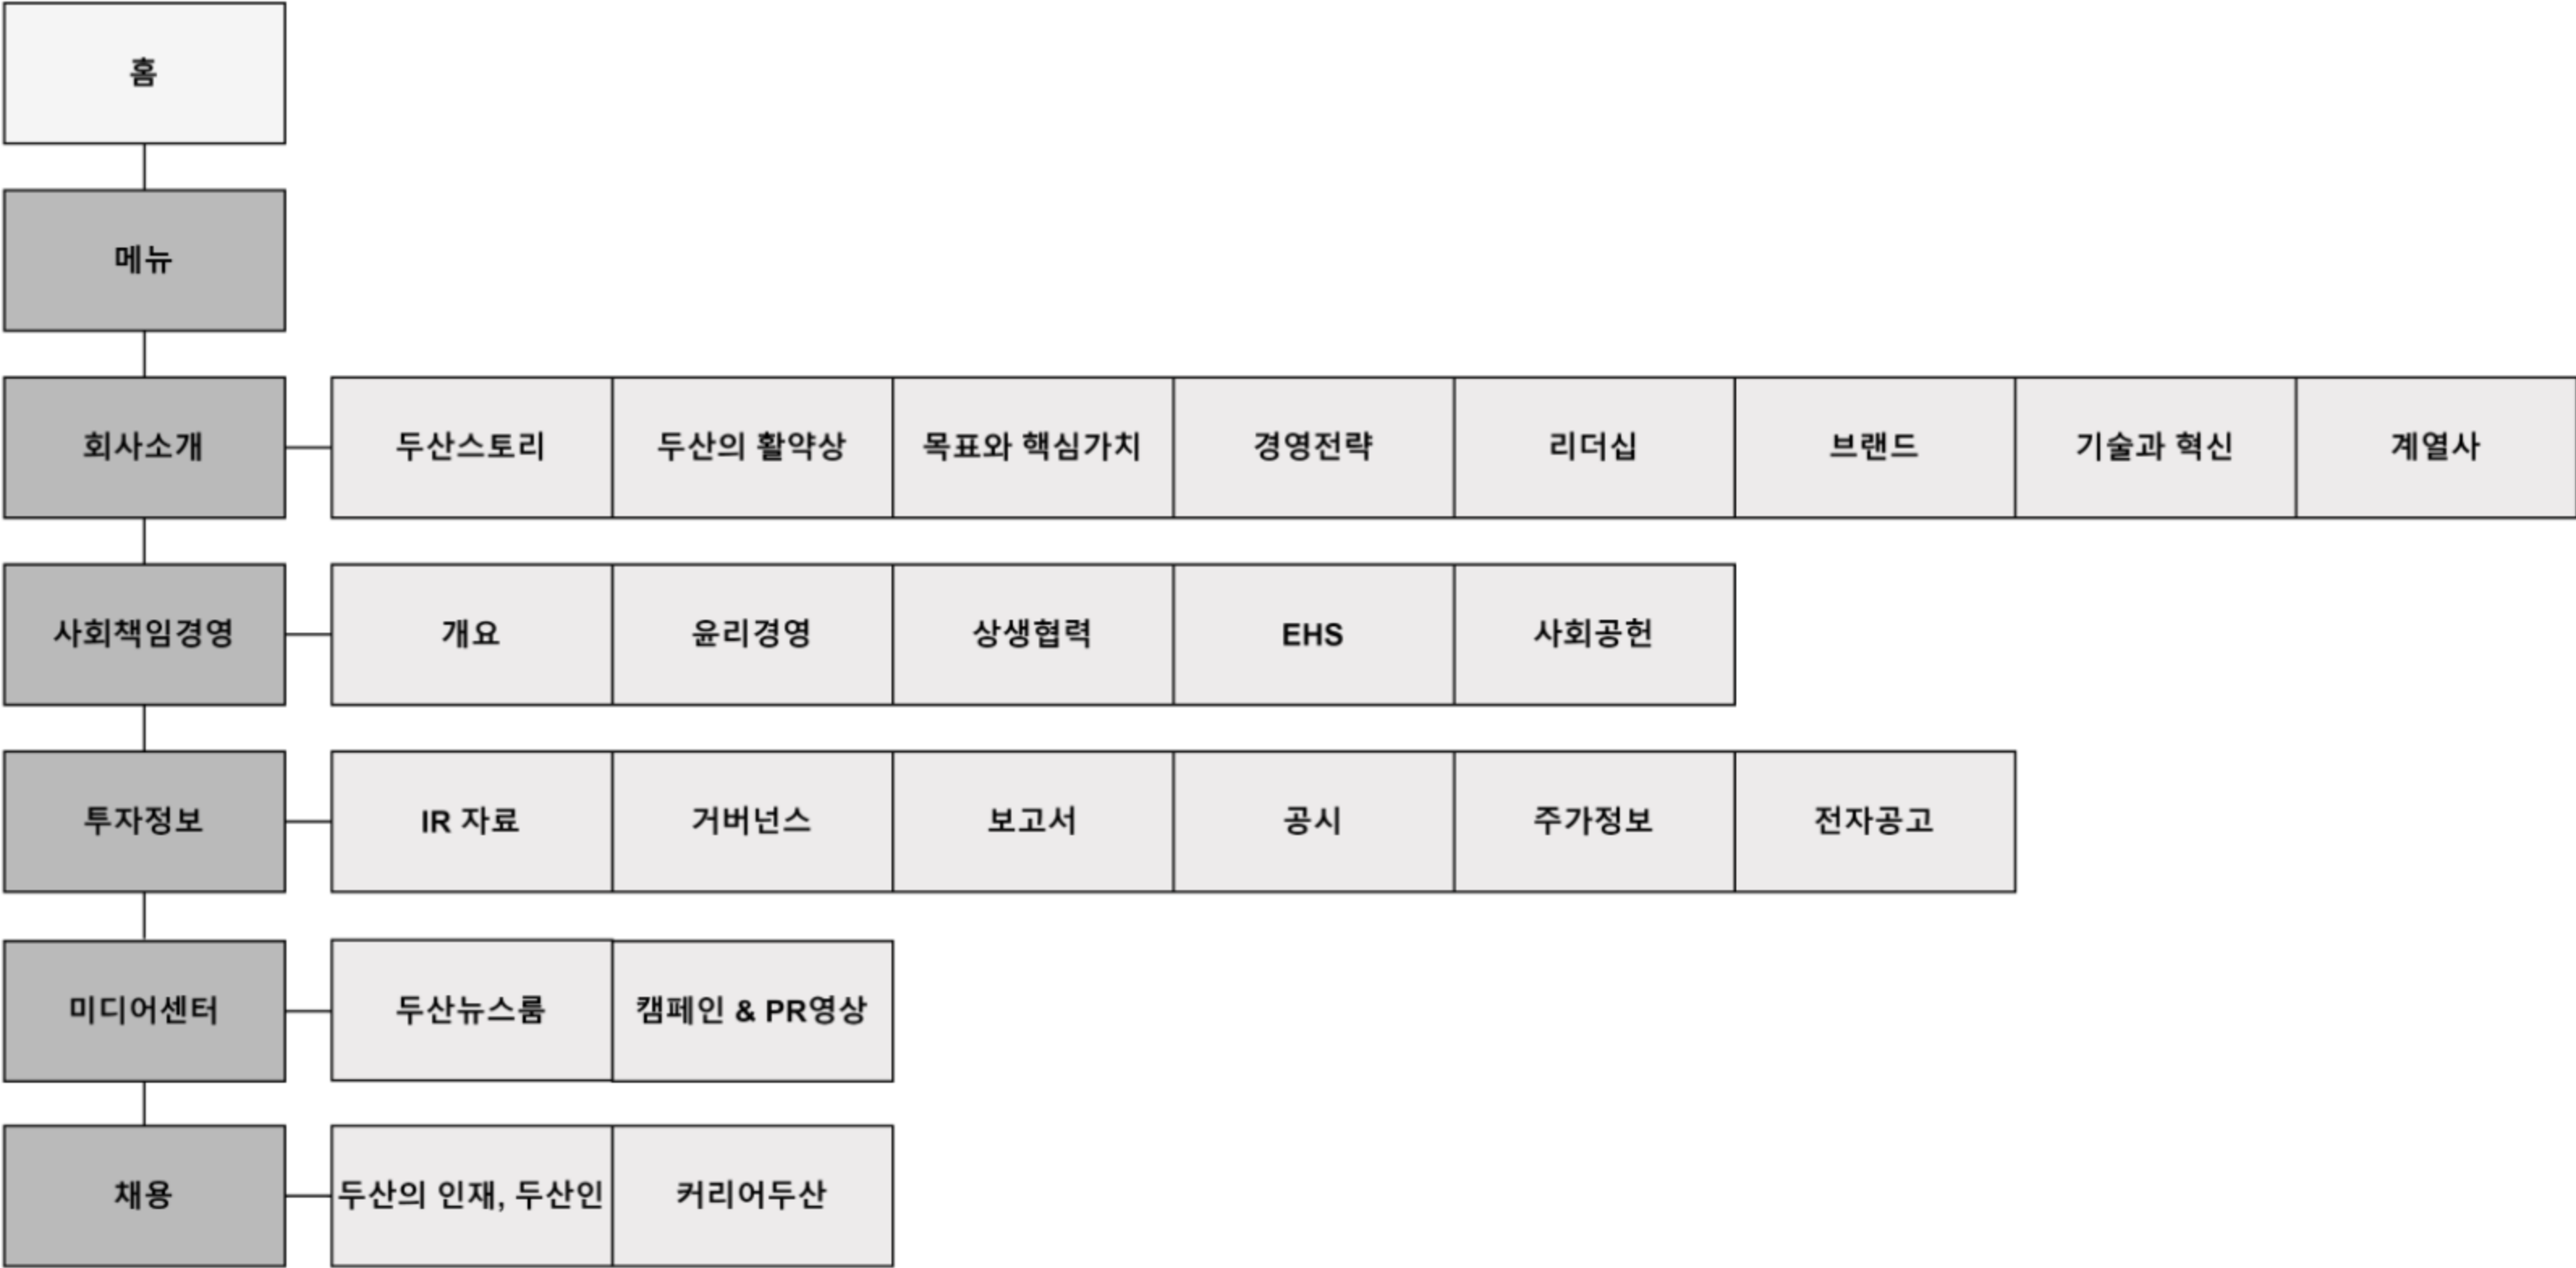 홈
메뉴
회사소개
두산스토리
두산의 활약상
목표와 핵심가치
경영전략
리더십
브랜드
기술과 혁신
계열사
사회책임경영
개요
윤리경영
상생협력
EHS
사회공헌
투자정보
IR 자료
거버넌스
보고서
공시
주가정보
전자공고
미디어센터
두산뉴스룸
캠페인 & PR영상
채용
두산의 인재, 두산인
커리어두산